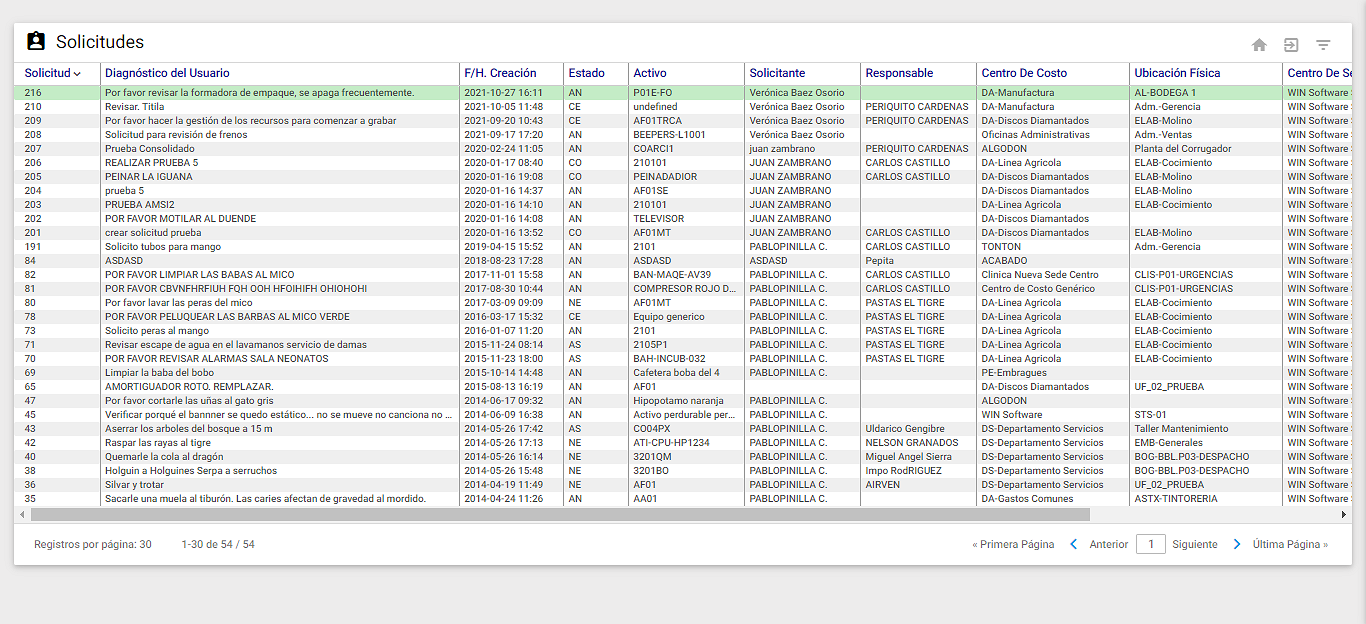 Solicitudes
Solicitud Diagnóstico del Usuario F/H. Creación Estado Activo Solicitante Responsable Centro De Costo Ubicación Física Centro De Se
216 Por favor revisar la formadora de empaque, se apaga frecuentemente. 2021-10-27 16:11 AN P01E-FO Verónica Baez Osorio DA-Manufactura AL-BODEGA 1 WIN Software
210 Revisar. Titila 2021-10-05 11:48 CE undefined Verónica Baez Osorio PERIQUITO CARDENAS DA-Manufactura Adm.-Gerencia WIN Software
209 Por favor hacer la gestión de los recursos para comenzar a grabar 2021-09-20 10:43 CE AF01TRCA Verónica Baez Osorio PERIQUITO CARDENAS DA-Discos Diamantados ELAB-Molino WIN Software
208 Solicitud para revisión de frenos 2021-09-17 17:20 AN BEEPERS-L1001 Verónica Baez Osorio Oficinas Administrativas Adm.-Ventas WIN Software
207 Prueba Consolidado 2020-02-24 11:05 AN COARCI1 juan zambrano PERIQUITO CARDENAS ALGODON Planta del Corrugador WIN Software
206 REALIZAR PRUEBA 5 2020-01-17 08:40 CO 210101 JUAN ZAMBRANO CARLOS CASTILLO DA-Linea Agricola ELAB-Cocimiento WIN Software
205 PEINAR LA IGUANA 2020-01-16 19:08 CO PEINADADIOR JUAN ZAMBRANO CARLOS CASTILLO DA-Discos Diamantados ELAB-Molino WIN Software
204 prueba 5 2020-01-16 14:37 AN AF01SE JUAN ZAMBRANO DA-Discos Diamantados ELAB-Molino WIN Software
203 PRUEBA AMSI2 2020-01-16 14:10 AN 210101 JUAN ZAMBRANO DA-Linea Agricola ELAB-Cocimiento WIN Software
202 POR FAVOR MOTILAR AL DUENDE 2020-01-16 14:08 AN TELEVISOR JUAN ZAMBRANO DA-Discos Diamantados WIN Software
201 crear solicitud prueba 2020-01-16 13:52 CO AF01MT JUAN ZAMBRANO CARLOS CASTILLO DA-Discos Diamantados ELAB-Molino WIN Software
191 Solicito tubos para mango 2019-04-15 15:52 AN 2101 PABLOPINILLA C. CARLOS CASTILLO TONTON Adm.-Gerencia WIN Software
84 ASDASD 2018-08-23 17:28 AN ASDASD ASDASD Pepita ACABADO WIN Software
82 POR FAVOR LIMPIAR LAS BABAS AL MICO 2017-11-01 15:58 AN BAN-MAQE-AV39 PABLOPINILLA C. CARLOS CASTILLO Clinica Nueva Sede Centro CLIS-P01-URGENCIAS WIN Software
81 POR FAVOR CBVNFHRFIUH FQH OOH HFOIHIFH OHIOHOHI 2017-08-30 10:44 AN COMPRESOR ROJO D... PABLOPINILLA C. CARLOS CASTILLO Centro de Costo Genérico CLIS-P01-URGENCIAS WIN Software
80 Por favor lavar las peras del mico 2017-03-09 09:09 NE AF01MT PABLOPINILLA C. PASTAS EL TIGRE DA-Linea Agricola ELAB-Cocimiento WIN Software
78 POR FAVOR PELUQUEAR LAS BARBAS AL MICO VERDE 2016-03-17 15:32 CE Equipo generico PABLOPINILLA C. PASTAS EL TIGRE DA-Linea Agricola ELAB-Cocimiento WIN Software
73 Solicito peras al mango 2016-01-07 11:20 AN 2101 PABLOPINILLA C. PASTAS EL TIGRE DA-Linea Agricola ELAB-Cocimiento WIN Software
71 Revisar escape de agua en el lavamanos servicio de damas 2015-11-24 08:14 AS 2105P1 PABLOPINILLA C. PASTAS EL TIGRE DA-Linea Agricola ELAB-Cocimiento WIN Software
70 POR FAVOR REVISAR ALARMAS SALA NEONATOS 2015-11-23 18:00 AS BAH-INCUB-032 PABLOPINILLA C. PASTAS EL TIGRE DA-Linea Agricola ELAB-Cocimiento WIN Software
69 Limpiar la baba del bobo 2015-10-14 14:48 AN Cafetera boba del 4 PABLOPINILLA C. PE-Embragues WIN Software
65 AMORTIGUADOR ROTO. REMPLAZAR. 2015-08-13 16:19 AN AF01 DA-Discos Diamantados UF_02_PRUEBA WIN Software
47 Por favor cortarle las uñas al gato gris 2014-06-17 09:32 AN Hipopotamo naranja PABLOPINILLA C. ALGODON WIN Software
45 Verificar porqué el bannner se quedo estático... no se mueve no canciona no ... 2014-06-09 16:38 AN Activo perdurable per... PABLOPINILLA C. WIN Software STS-01 WIN Software
43 Aserrar los arboles del bosque a 15 m 2014-05-26 17:42 AS CO04PX PABLOPINILLA C. Uldarico Gengibre DS-Departamento Servicios Taller Mantenimiento WIN Software
42 Raspar las rayas al tigre 2014-05-26 17:13 NE ATI-CPU-HP1234 PABLOPINILLA C. NELSON GRANADOS DS-Departamento Servicios EMB-Generales WIN Software
40 Quemarle la cola al dragón 2014-05-26 16:14 NE 3201QM PABLOPINILLA C. Miguel Angel Sierra DS-Departamento Servicios BOG-BBL.P03-DESPACHO WIN Software
38 Holguin a Holguines Serpa a serruchos 2014-05-26 15:48 NE 3201BO PABLOPINILLA C. Impo RodRIGUEZ DS-Departamento Servicios BOG-BBL.P03-DESPACHO WIN Software
36 Silvar y trotar 2014-04-19 11:49 NE AF01 PABLOPINILLA C. AIRVEN DS-Departamento Servicios UF_02_PRUEBA WIN Software
35 Sacarle una muela al tiburón. Las caries afectan de gravedad al mordido. 2014-04-24 11:26 AN AA01 PABLOPINILLA C. DA-Gastos Comunes ASTX-TINTORERIA WIN Software
Registros por página: 30 1-30 de 54 / 54 « Primera Página Anterior 1 Siguiente Última Página »